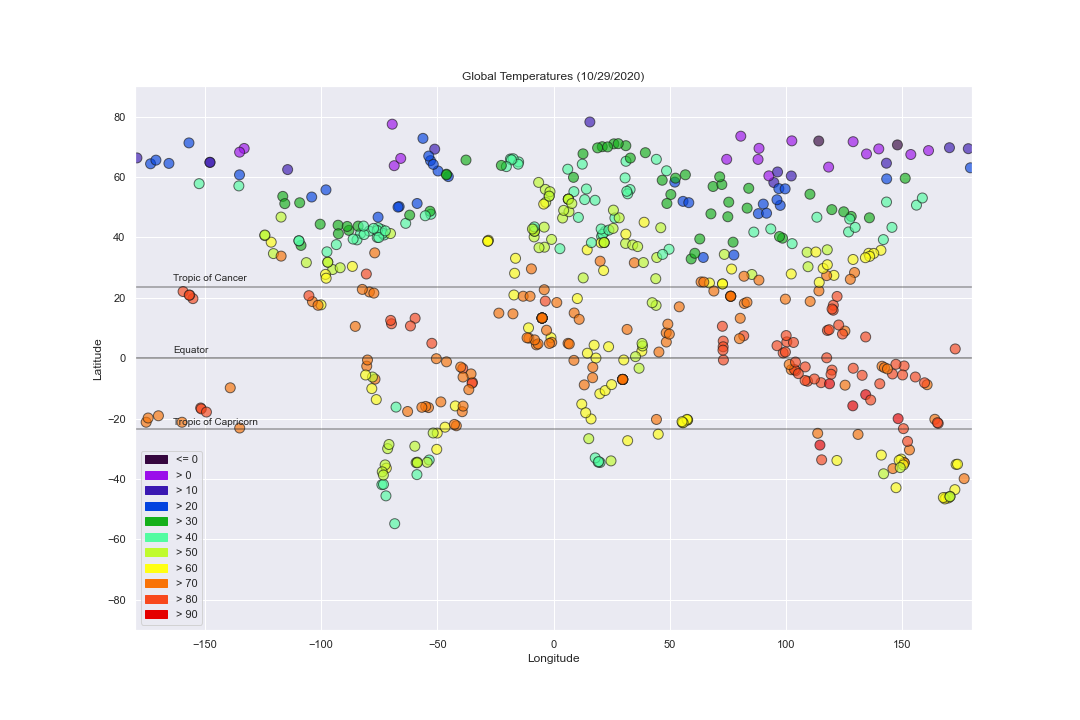 Global Temperatures (10/29/2020)
80
60
40
20
0
−20
−40
−60
−80
Latitude
Tropic of Cancer
Equator
Tropic of Capricorn
<= 0
> 0
> 10
> 20
> 30
> 40
> 50
> 60
> 70
> 80
> 90
−150 −100 −50 0 50 100 150
Longitude